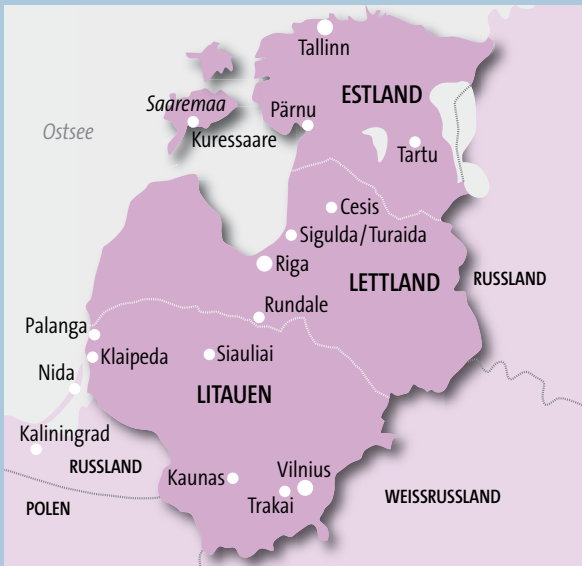 Tallinn
ESTLAND
Saaremaa
Pärnu
Ostsee
Kuressaare
Tartu
Cesis
Sigulda/Turaida
Riga
LETTLAND
RUSSLAND
Rundale
Palanga
Klaipeda
Siauliai
Nida
LITAUEN
Kaliningrad
RUSSLAND
Kaunas
Vilnius
Trakai
WEISSRUSSLAND
POLEN